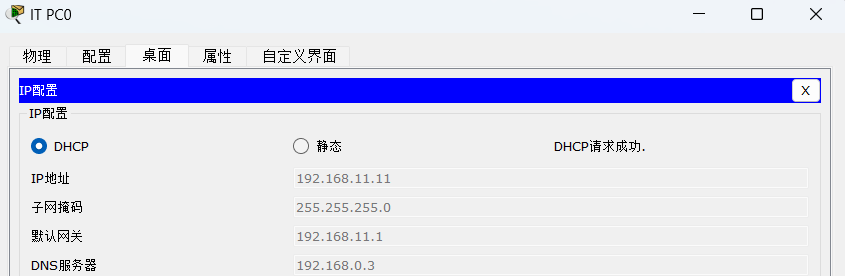 IT PC0
物理 配置 桌面 属性 自定义界面
IP配置 X
IP配置
DHCP 静态 DHCP请求成功.
IP地址 192.168.11.11
子网掩码 255.255.255.0
默认网关 192.168.11.1
DNS服务器 192.168.0.3